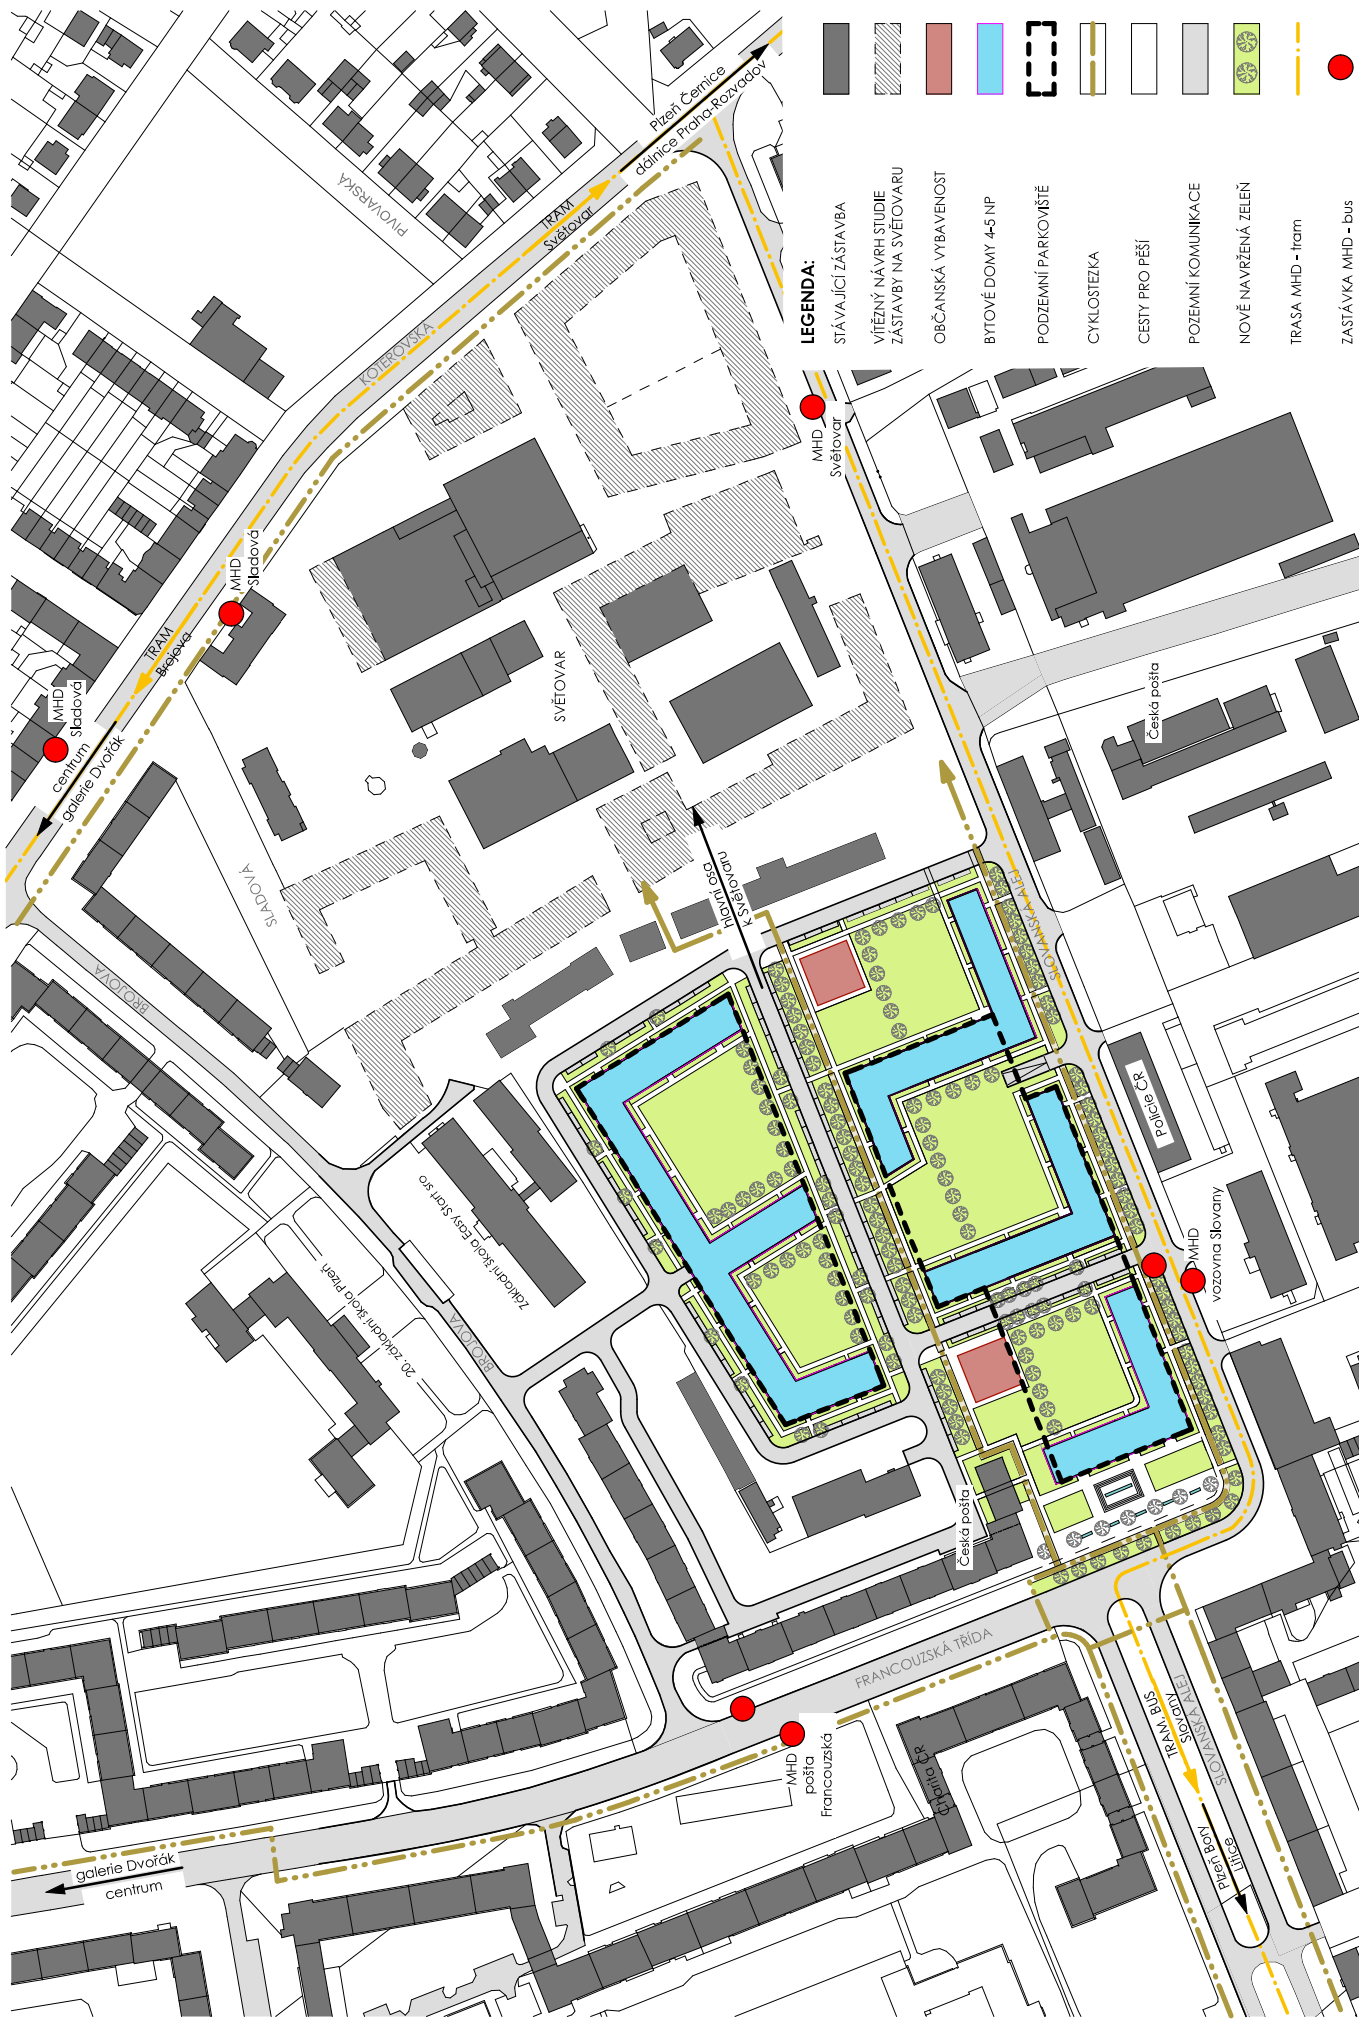 LEGENDA:
STÁVAJÍCÍ ZÁSTAVBA
VÍTĚZNÝ NÁVRH STUDIE
ZÁSTAVBY NA SVĚTOVARU
OBČANSKÁ VYBAVENOST
BYTOVÉ DOMY 4-5 NP
PODZEMNÍ PARKOVIŠTĚ
CYKLOSTEZKA
CESTY PRO PĚŠÍ
POZEMNÍ KOMUNIKACE
NOVĚ NAVRŽENÁ ZELEŇ
TRASA MHD - tram
ZASTÁVKA MHD - bus
Plzeň Černice
dálnice Praha-Rozvadov
PIVOVARSKÁ
TRAM
Světovar
KOTEROVSKÁ
MHD
Světovar
MHD
Sladová
TRAM
Brojova
MHD
Sladová
centrum
galerie Dvořák
SVĚTOVAR
SLADOVÁ
BROJOVA
hlavní osa
k Světovaru
Česká pošta
SLOVANSKÁ ALEJ
Policie ČR
MHD
vozovna Slovany
Základní škola Easy Start sro
20. základní škola Plzeň
BROJOVA
Česká pošta
FRANCOUZSKÁ TŘÍDA
MHD
pošta
Francouzská
Charita ČR
TRAM, BUS
Slovany
SLOVANSKÁ ALEJ
Plzeň Bory
Litice
galerie Dvořák
centrum